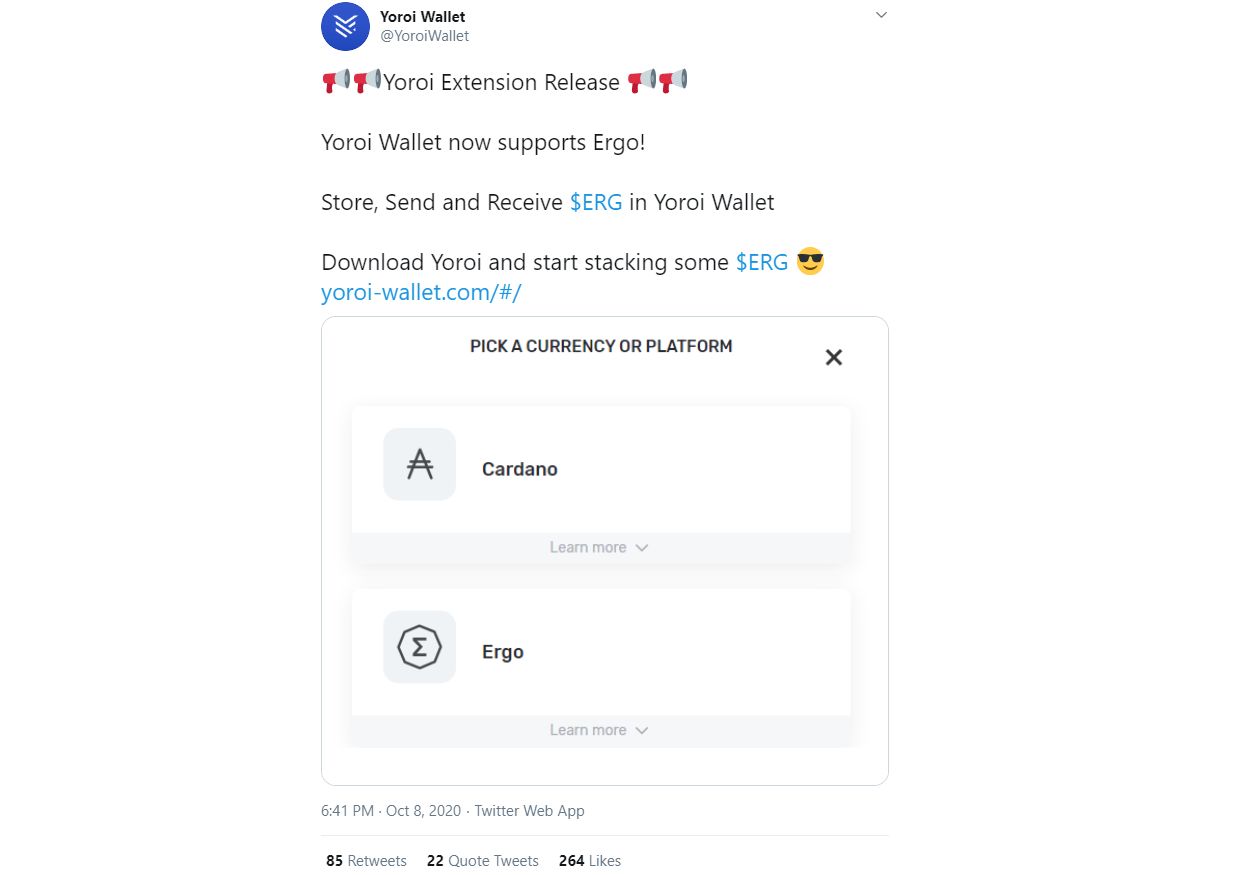 Yoroi Wallet
@YoroiWallet
📢📢Yoroi Extension Release 📢📢
Yoroi Wallet now supports Ergo!
Store, Send and Receive $ERG in Yoroi Wallet
Download Yoroi and start stacking some $ERG 😎
yoroi-wallet.com/#/
PICK A CURRENCY OR PLATFORM
Cardano
Learn more
Σ
Ergo
Learn more
6:41 PM · Oct 8, 2020 · Twitter Web App
85 Retweets 22 Quote Tweets 264 Likes